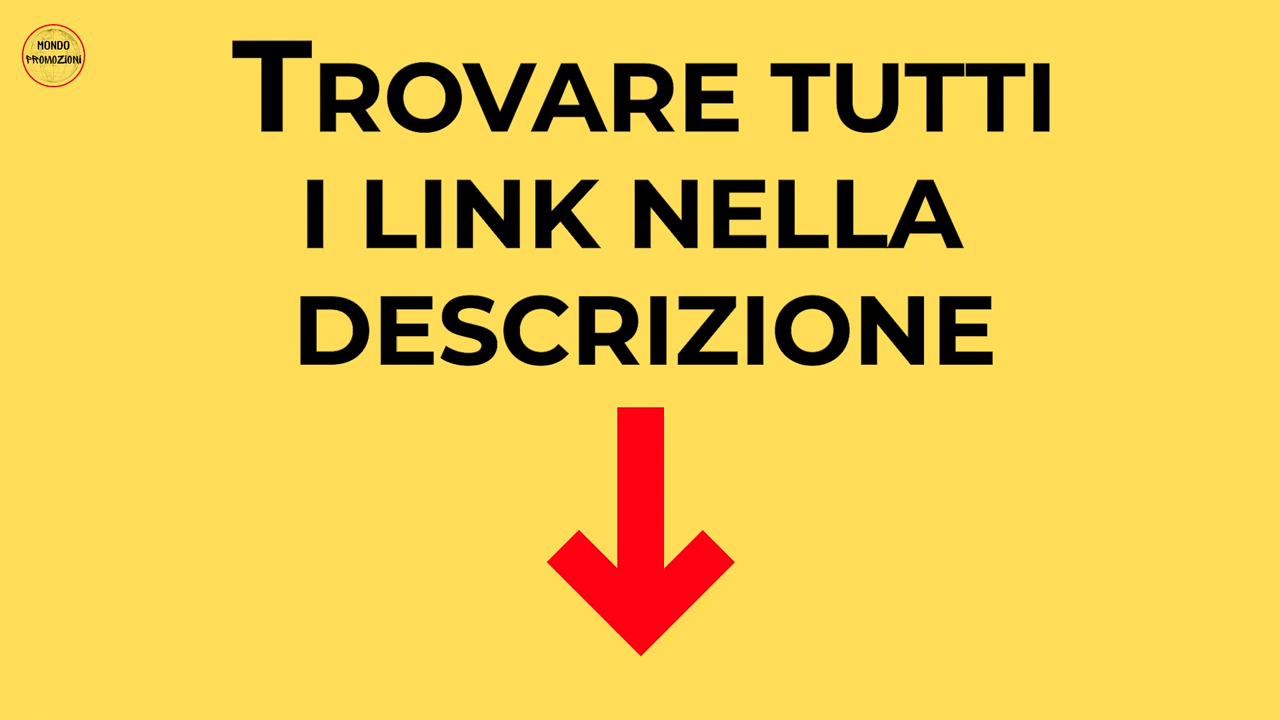 MONDO
PROMOZIONI
TROVARE TUTTI
I LINK NELLA
DESCRIZIONE